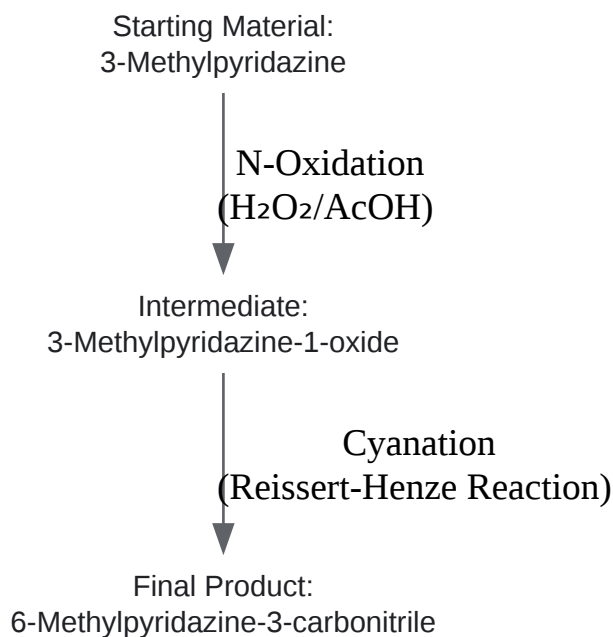 Starting Material:
3-Methylpyridazine
N-Oxidation
(H₂O₂/AcOH)
Intermediate:
3-Methylpyridazine-1-oxide
Cyanation
(Reissert-Henze Reaction)
Final Product:
6-Methylpyridazine-3-carbonitrile